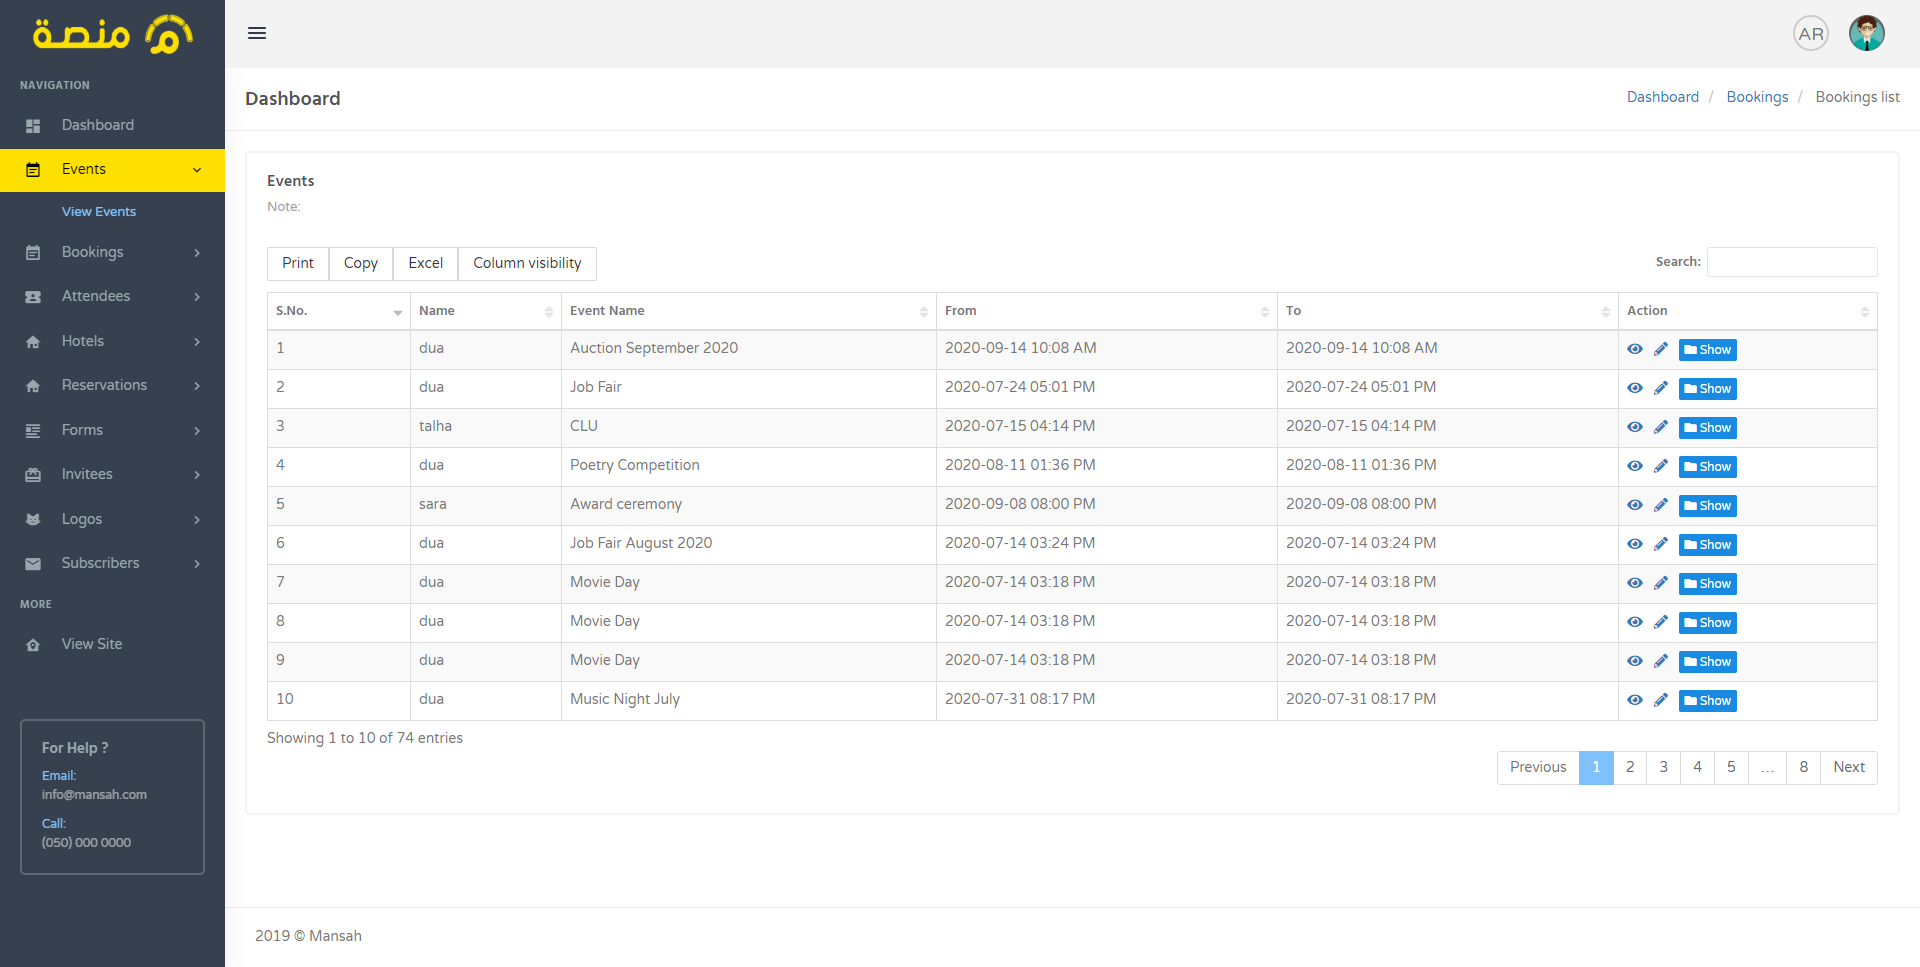 منصة
NAVIGATION
Dashboard
Events
View Events
Bookings
Attendees
Hotels
Reservations
Forms
Invitees
Logos
Subscribers
MORE
View Site
For Help ?
Email:
info@mansah.com
Call:
(050) 000 0000
AR
Dashboard
Dashboard / Bookings / Bookings list
Events
Note:
Print Copy Excel Column visibility
Search:
S.No. Name Event Name From To Action
1 dua Auction September 2020 2020-09-14 10:08 AM 2020-09-14 10:08 AM Show
2 dua Job Fair 2020-07-24 05:01 PM 2020-07-24 05:01 PM Show
3 talha CLU 2020-07-15 04:14 PM 2020-07-15 04:14 PM Show
4 dua Poetry Competition 2020-08-11 01:36 PM 2020-08-11 01:36 PM Show
5 sara Award ceremony 2020-09-08 08:00 PM 2020-09-08 08:00 PM Show
6 dua Job Fair August 2020 2020-07-14 03:24 PM 2020-07-14 03:24 PM Show
7 dua Movie Day 2020-07-14 03:18 PM 2020-07-14 03:18 PM Show
8 dua Movie Day 2020-07-14 03:18 PM 2020-07-14 03:18 PM Show
9 dua Movie Day 2020-07-14 03:18 PM 2020-07-14 03:18 PM Show
10 dua Music Night July 2020-07-31 08:17 PM 2020-07-31 08:17 PM Show
Showing 1 to 10 of 74 entries
Previous 1 2 3 4 5 … 8 Next
2019 © Mansah